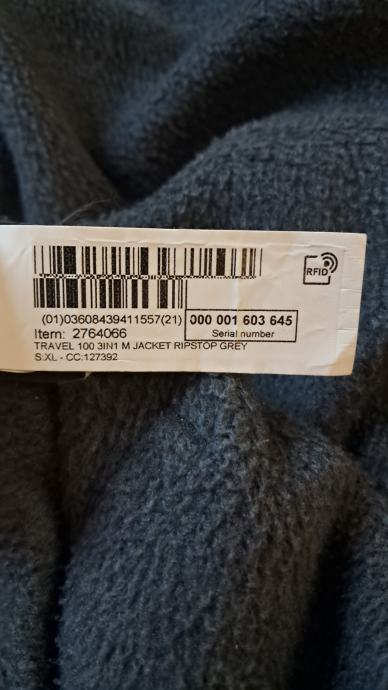 RFID
(01)03608439411557(21)
000 001 603 645
Item: 2764066
Serial number
TRAVEL 100 3IN1 M JACKET RIPSTOP GREY
S:XL - CC:127392